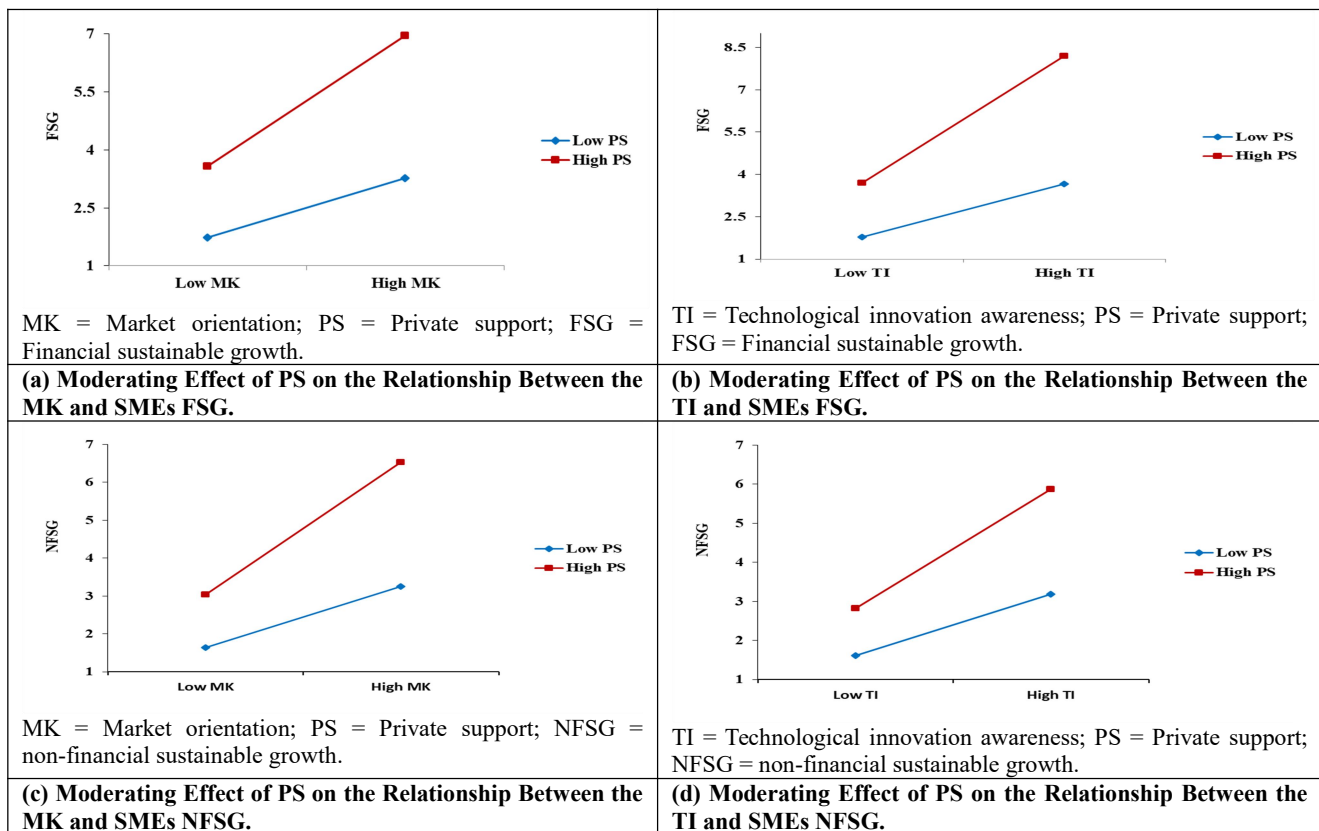 7
5.5
FSG
4
2.5
1
Low PS
High PS
Low MK High MK
MK = Market orientation; PS = Private support; FSG =
Financial sustainable growth.
(a) Moderating Effect of PS on the Relationship Between the
MK and SMEs FSG.
8.5
7
FSG
5.5
4
2.5
1
Low PS
High PS
Low TI High TI
TI = Technological innovation awareness; PS = Private support;
FSG = Financial sustainable growth.
(b) Moderating Effect of PS on the Relationship Between the
TI and SMEs FSG.
7
6
5
NFSG
4
3
2
1
Low PS
High PS
Low MK High MK
MK = Market orientation; PS = Private support; NFSG =
non-financial sustainable growth.
(c) Moderating Effect of PS on the Relationship Between the
MK and SMEs NFSG.
7
6
5
NFSG
4
3
2
1
Low PS
High PS
Low TI High TI
TI = Technological innovation awareness; PS = Private support;
NFSG = non-financial sustainable growth.
(d) Moderating Effect of PS on the Relationship Between the
TI and SMEs NFSG.